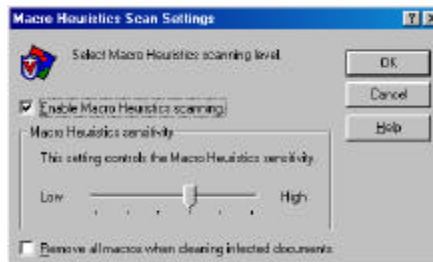 Macro Heuristics Scan Settings
Select Macro Heuristics scanning level.
OK
Cancel
Help
Enable Macro Heuristics scanning.
Macro Heuristics sensitivity
This setting controls the Macro Heuristics sensitivity.
Low High
Remove all macros when cleaning infected documents